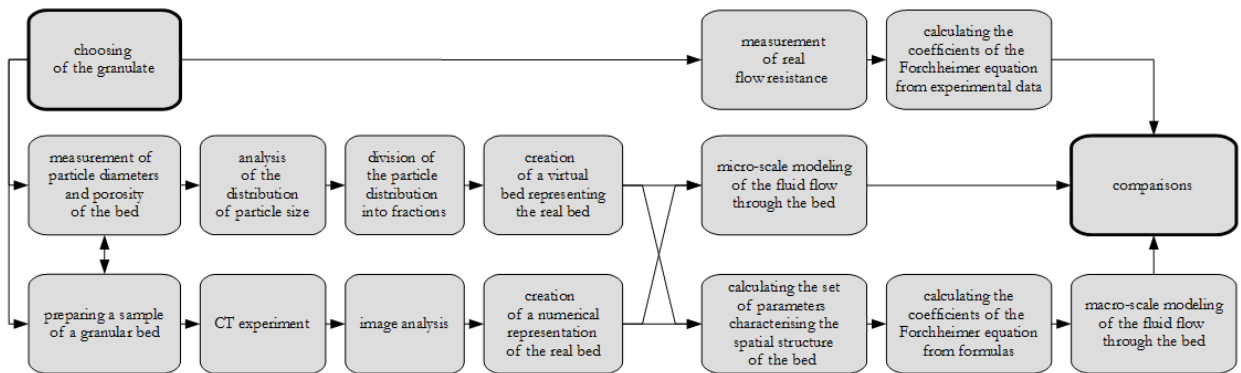 choosing
of the granulate
measurement
of real
flow resistance
calculating the
coefficients of the
Forchheimer equation
from experimental data
measurement of
particle diameters
and porosity
of the bed
analysis
of the
distribution
of particle size
division of
the particle
distribution
into fractions
creation
of a virtual
bed representing
the real bed
micro-scale modeling
of the fluid flow
through the bed
comparisons
preparing a sample
of a granular bed
CT experiment
image analysis
creation
of a numerical
representation
of the real bed
calculating the set
of parameters
characterising the
spatial structure
of the bed
calculating the
coefficients of the
Forchheimer equation
from formulas
macro-scale modeling
of the fluid flow
through the bed